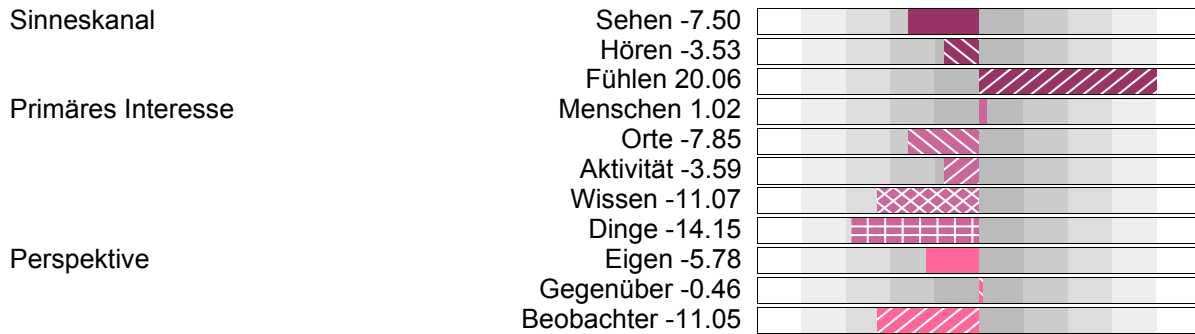 Sinneskanal Sehen -7.50
Hören -3.53
Fühlen 20.06
Primäres Interesse Menschen 1.02
Orte -7.85
Aktivität -3.59
Wissen -11.07
Dinge -14.15
Perspektive Eigen -5.78
Gegenüber -0.46
Beobachter -11.05